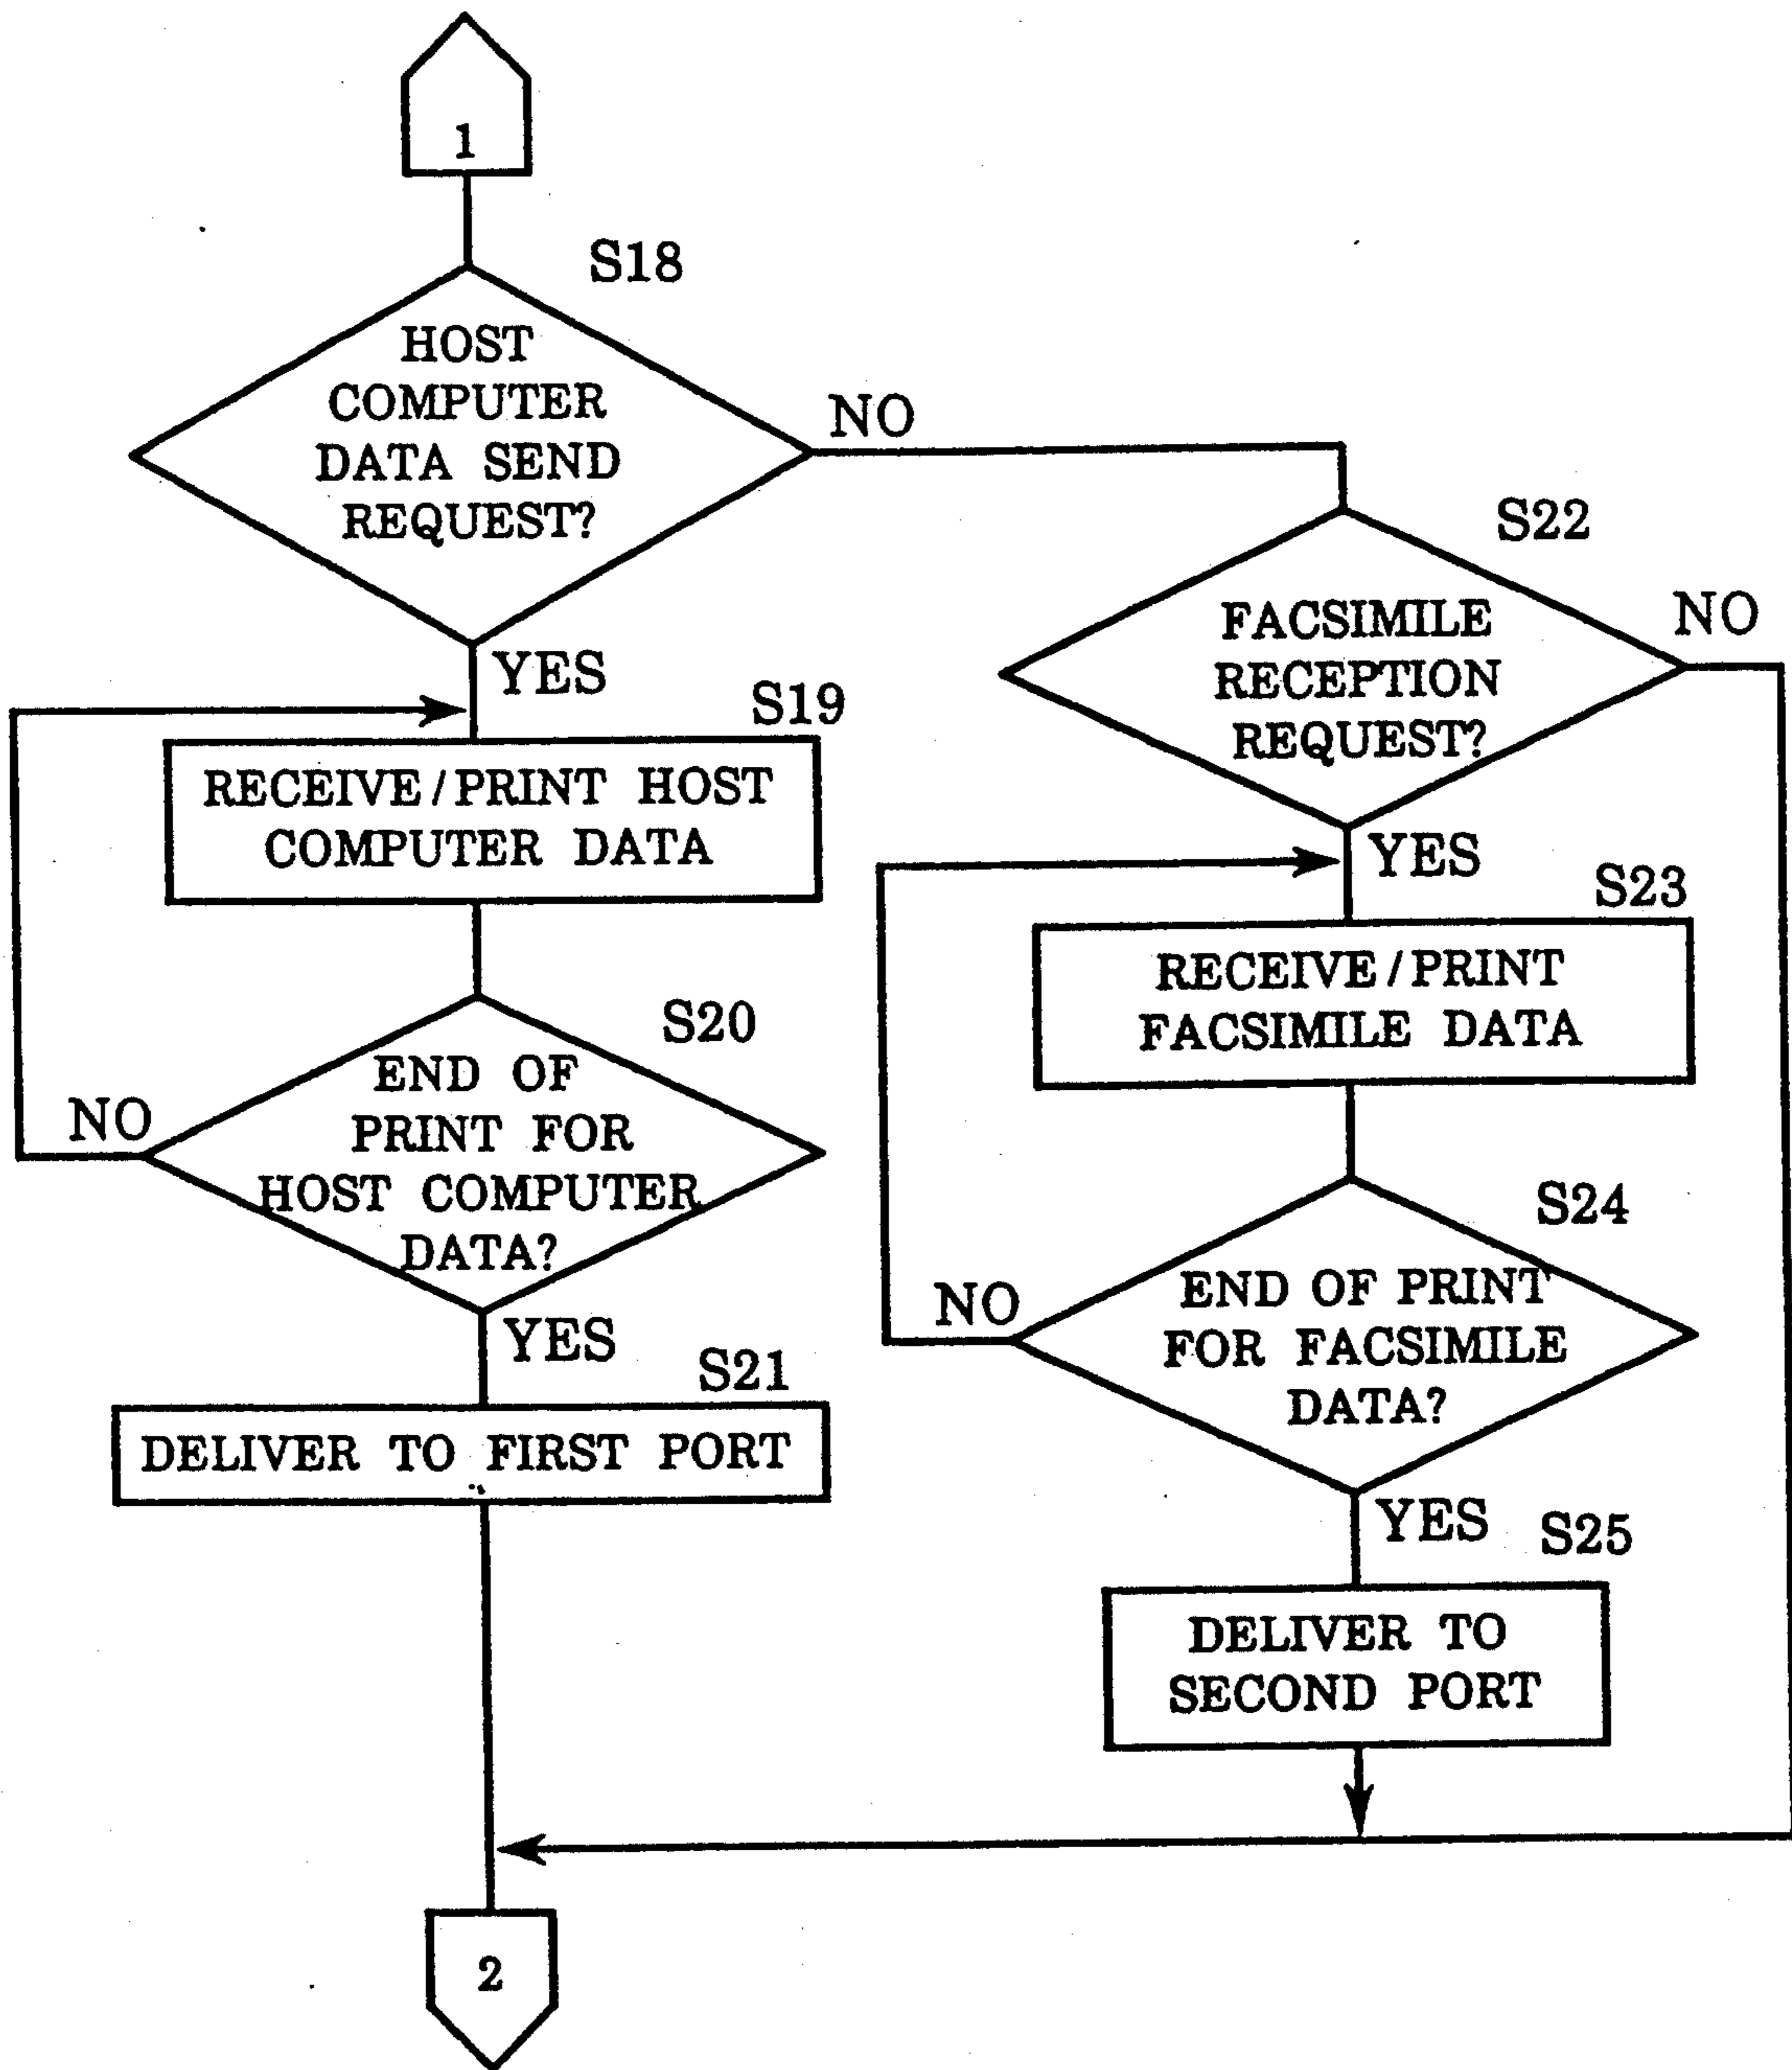 1
S18
HOST
COMPUTER
DATA SEND
REQUEST?
NO
YES
S19
RECEIVE/PRINT HOST
COMPUTER DATA
S20
END OF
PRINT FOR
HOST COMPUTER
DATA?
NO
YES
S21
DELIVER TO FIRST PORT
S22
FACSIMILE
RECEPTION
REQUEST?
NO
YES
S23
RECEIVE/PRINT
FACSIMILE DATA
S24
END OF PRINT
FOR FACSIMILE
DATA?
NO
YES
S25
DELIVER TO
SECOND PORT
2